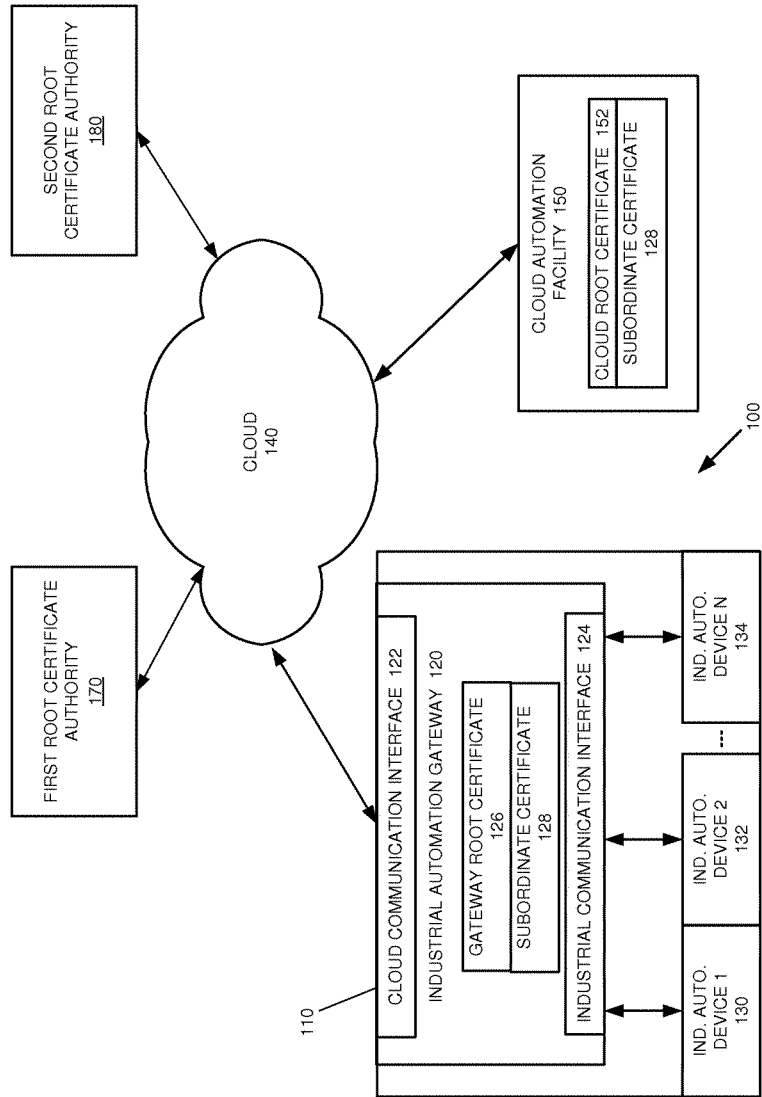 FIRST ROOT CERTIFICATE
AUTHORITY
170
SECOND ROOT
CERTIFICATE AUTHORITY
180
CLOUD
140
110
CLOUD COMMUNICATION INTERFACE 122
INDUSTRIAL AUTOMATION GATEWAY 120
GATEWAY ROOT CERTIFICATE
126
SUBORDINATE CERTIFICATE
128
INDUSTRIAL COMMUNICATION INTERFACE 124
IND. AUTO.
DEVICE 1
130
IND. AUTO.
DEVICE 2
132
...
IND. AUTO.
DEVICE N
134
CLOUD AUTOMATION
FACILITY 150
CLOUD ROOT CERTIFICATE 152
SUBORDINATE CERTIFICATE
128
100